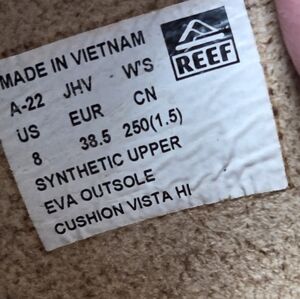 MADE IN VIETNAM
A-22 JHV W'S
US EUR CN
8 38.5 250(1.5)
SYNTHETIC UPPER
EVA OUTSOLE
CUSHION VISTA HI
REEF